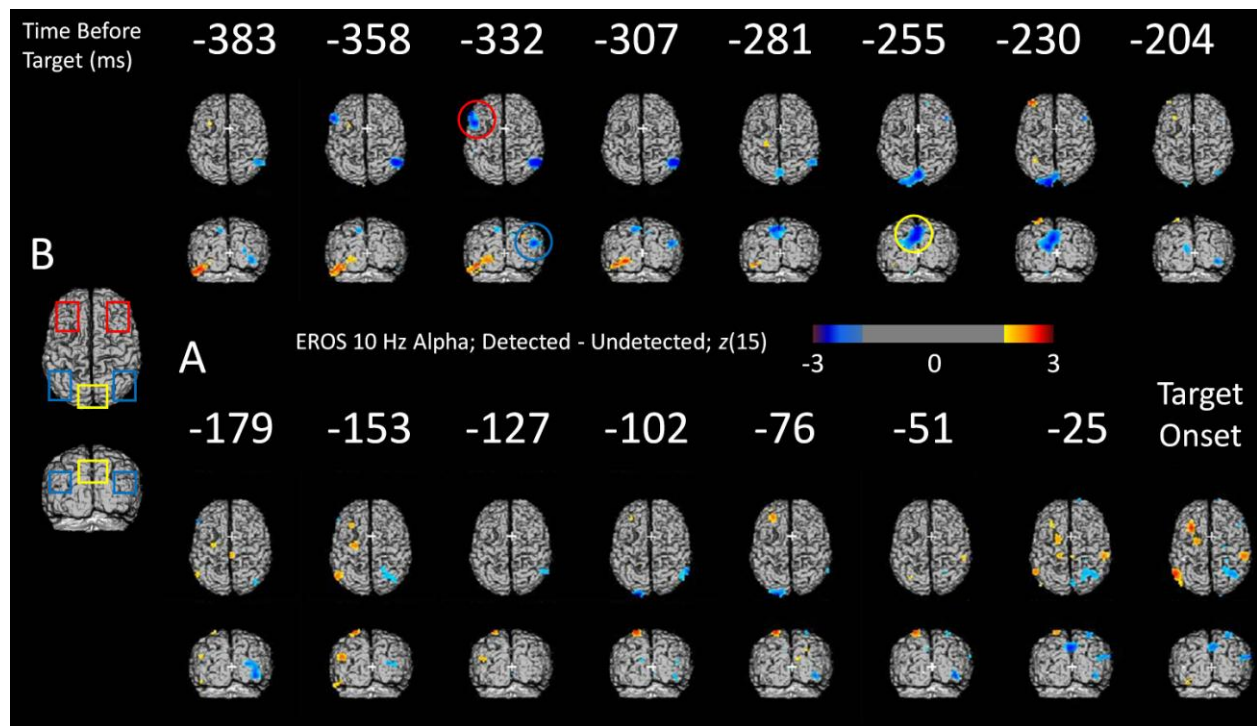 Time Before
Target (ms)
-383 -358 -332 -307 -281 -255 -230 -204
B
A
EROS 10 Hz Alpha; Detected - Undetected; z(15)
-3 0 3
Target
Onset
-179 -153 -127 -102 -76 -51 -25